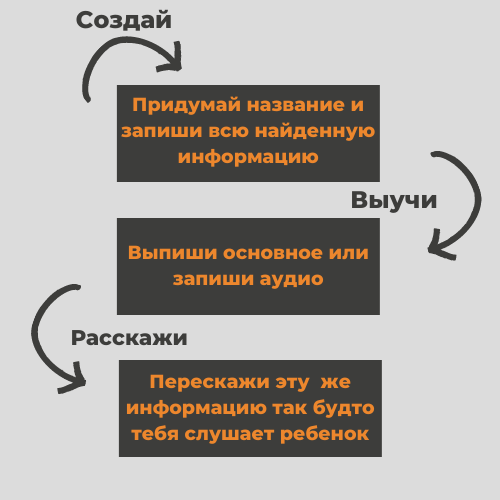 Создай
Придумай название и
запиши всю найденную
информацию
Выучи
Выпиши основное или
запиши аудио
Расскажи
Перескажи эту  же
информацию так будто
тебя слушает ребенок